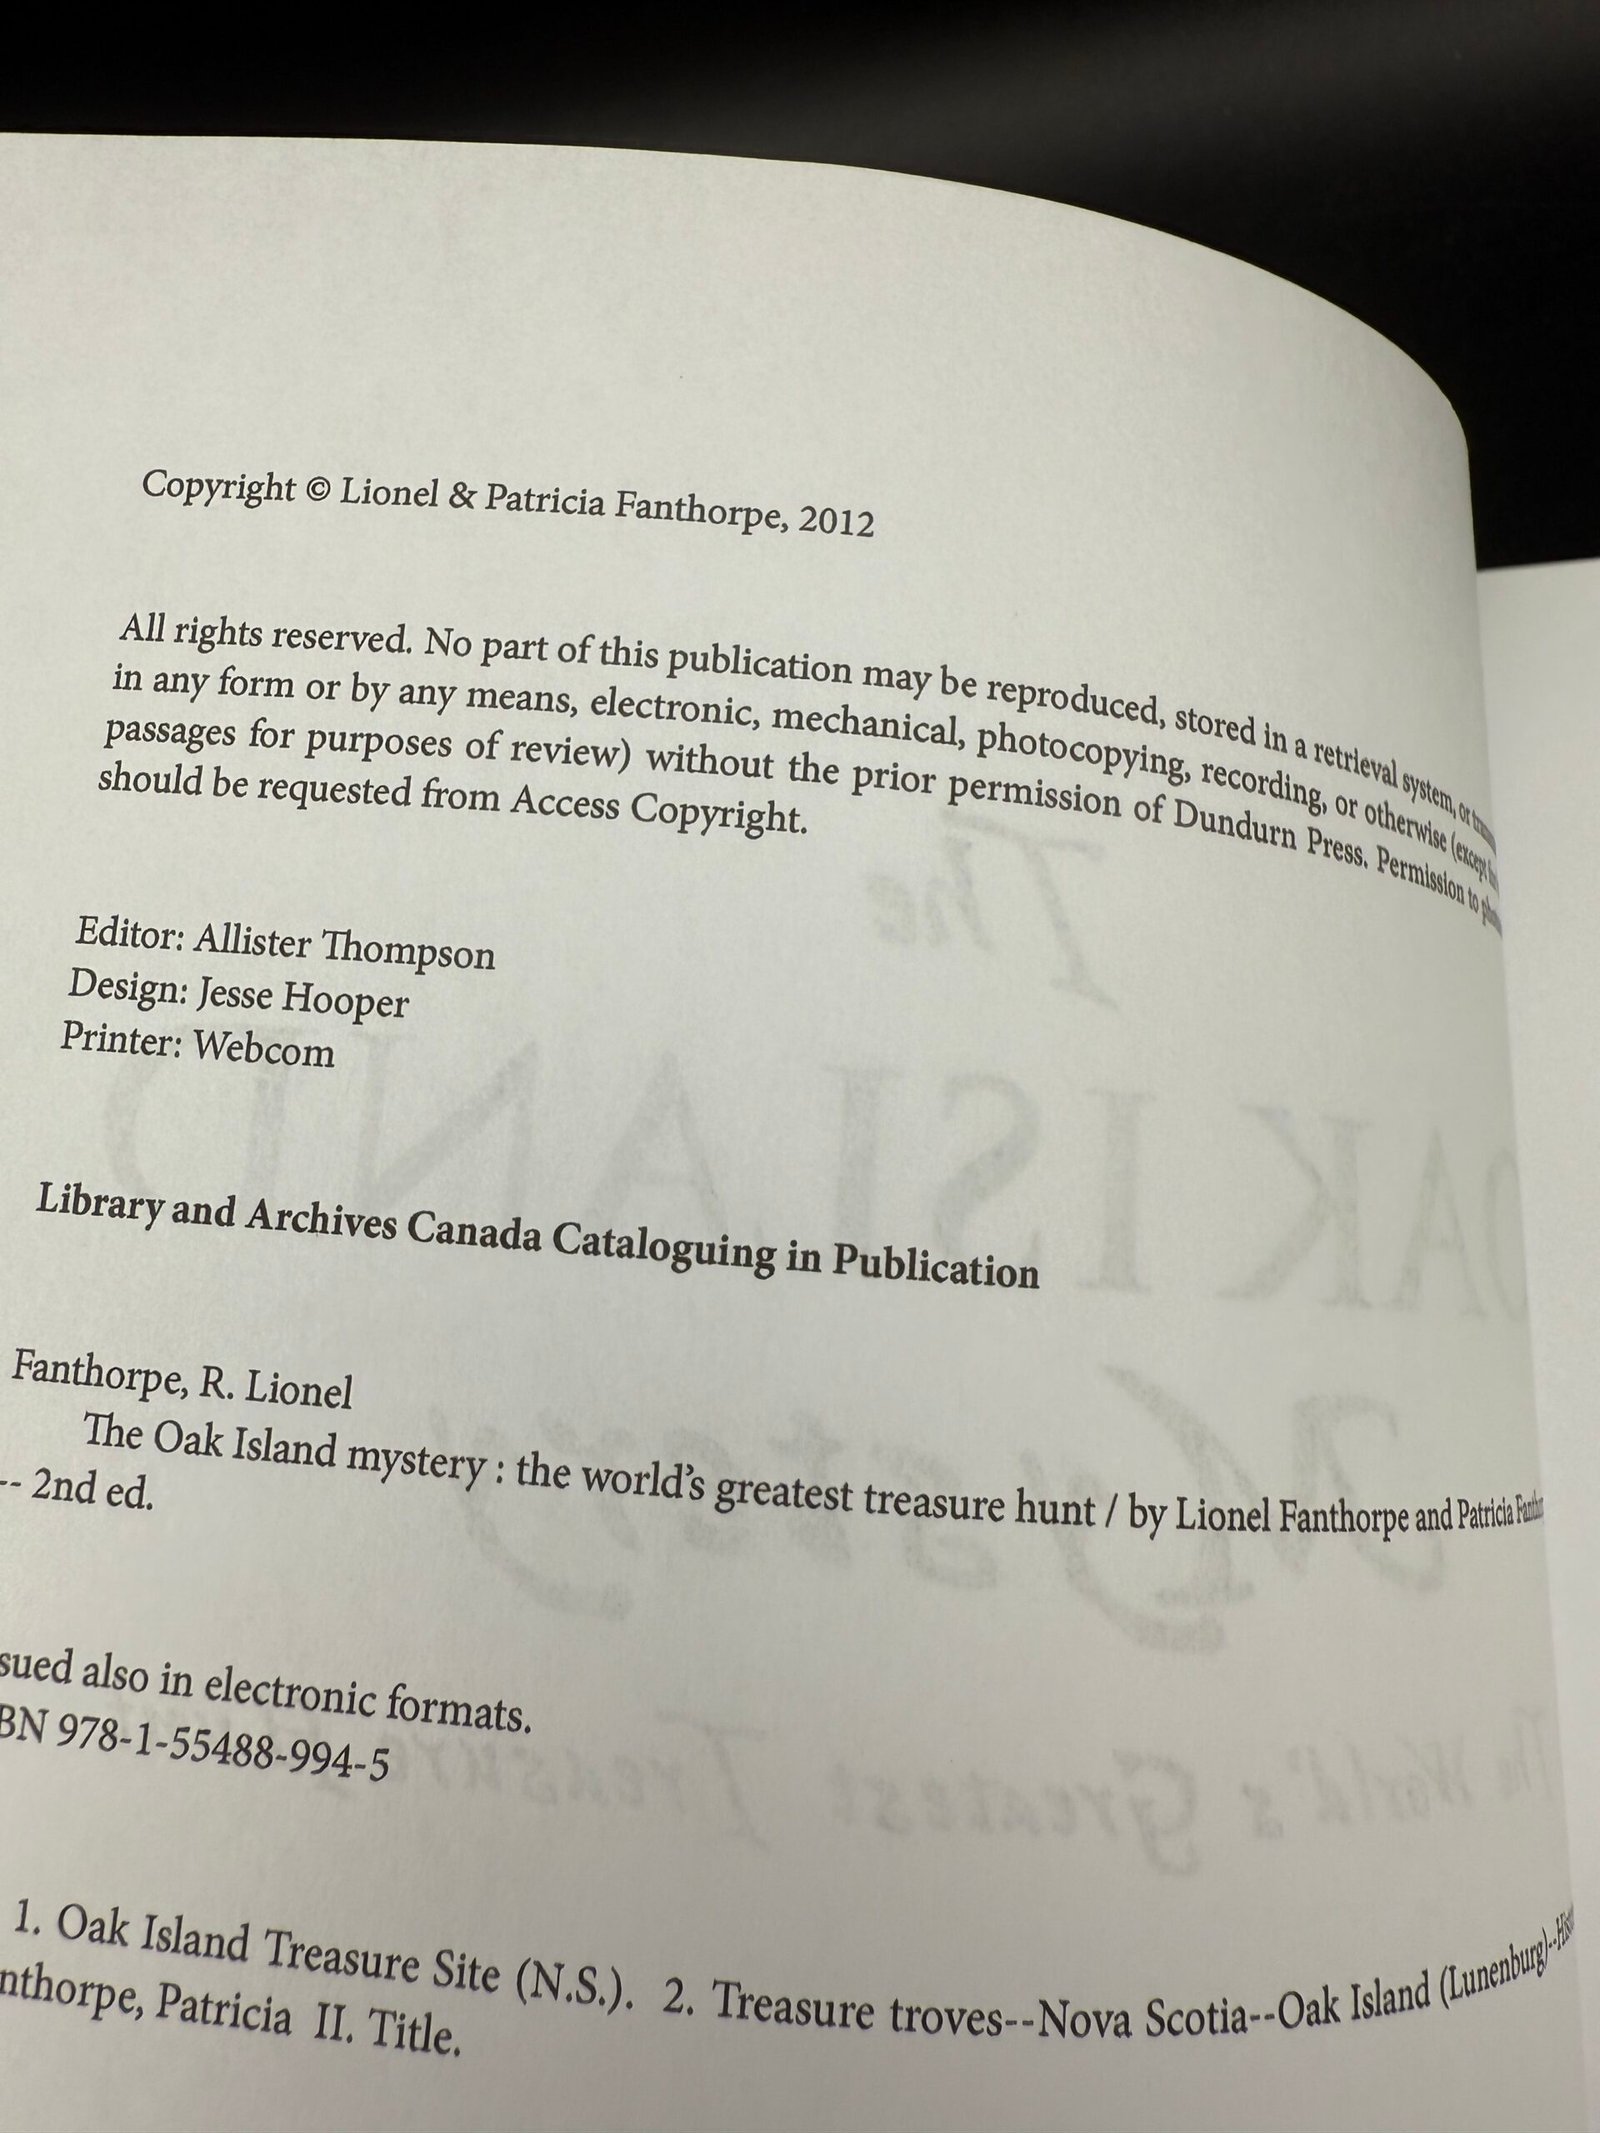 Copyright © Lionel & Patricia Fanthorpe, 2012
All rights reserved. No part of this publication may be reproduced, stored in a retrieval system, or
in any form or by any means, electronic, mechanical, photocopying, recording, or otherwise (except
passages for purposes of review) without the prior permission of Dundurn Press. Permission to
should be requested from Access Copyright.
Editor: Allister Thompson
Design: Jesse Hooper
Printer: Webcom
Library and Archives Canada Cataloguing in Publication
Fanthorpe, R. Lionel
The Oak Island mystery : the world's greatest treasure hunt / by Lionel Fanthorpe and Patricia
-- 2nd ed.
sued also in electronic formats.
BN 978-1-55488-994-5
1. Oak Island Treasure Site (N.S.). 2. Treasure troves--Nova Scotia--Oak Island (Lunenburg)--His
nthorpe, Patricia II. Title.